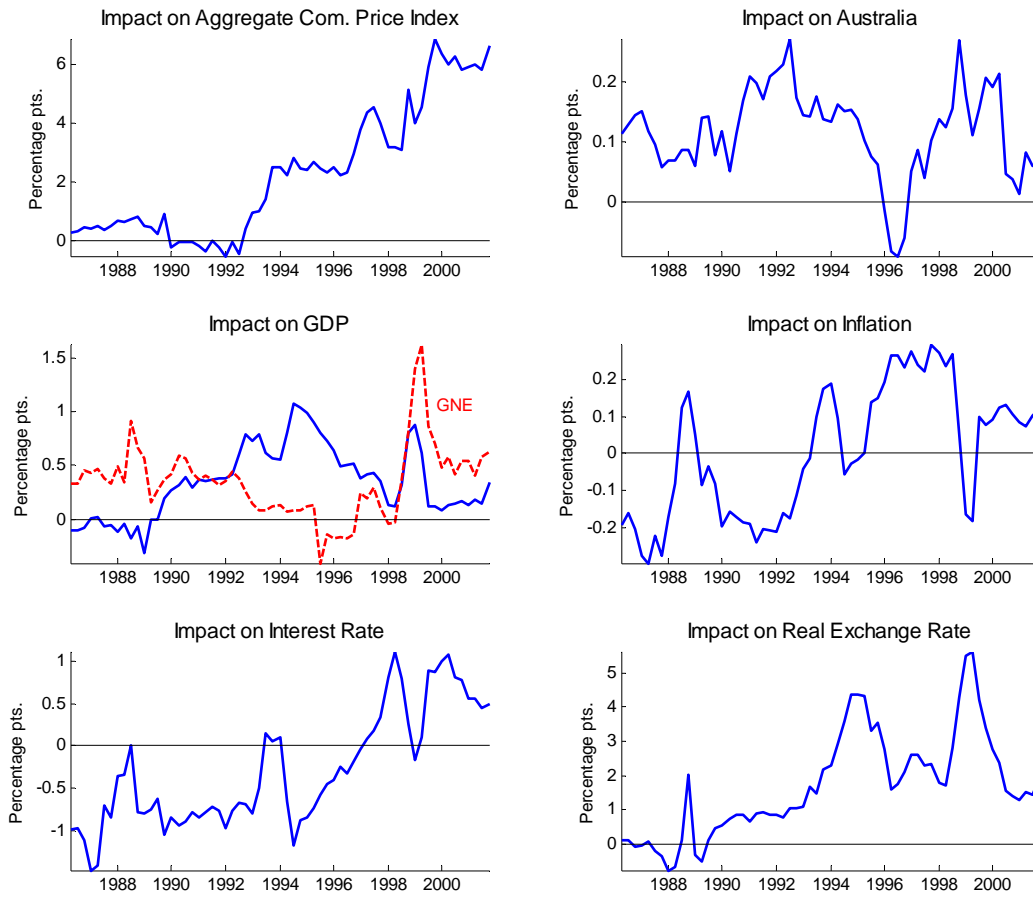 Impact on Aggregate Com. Price Index
Percentage pts.
6
4
2
0
1988 1990 1992 1994 1996 1998 2000
Impact on Australia
0.2
0.1
0
1988 1990 1992 1994 1996 1998 2000
Impact on GDP
Percentage pts.
1.5
1
0.5
0
GNE
1988 1990 1992 1994 1996 1998 2000
Impact on Inflation
Percentage pts.
0.2
0.1
0
-0.1
-0.2
1988 1990 1992 1994 1996 1998 2000
Impact on Interest Rate
Percentage pts.
1
0.5
0
-0.5
-1
1988 1990 1992 1994 1996 1998 2000
Impact on Real Exchange Rate
Percentage pts.
5
4
3
2
1
0
1988 1990 1992 1994 1996 1998 2000